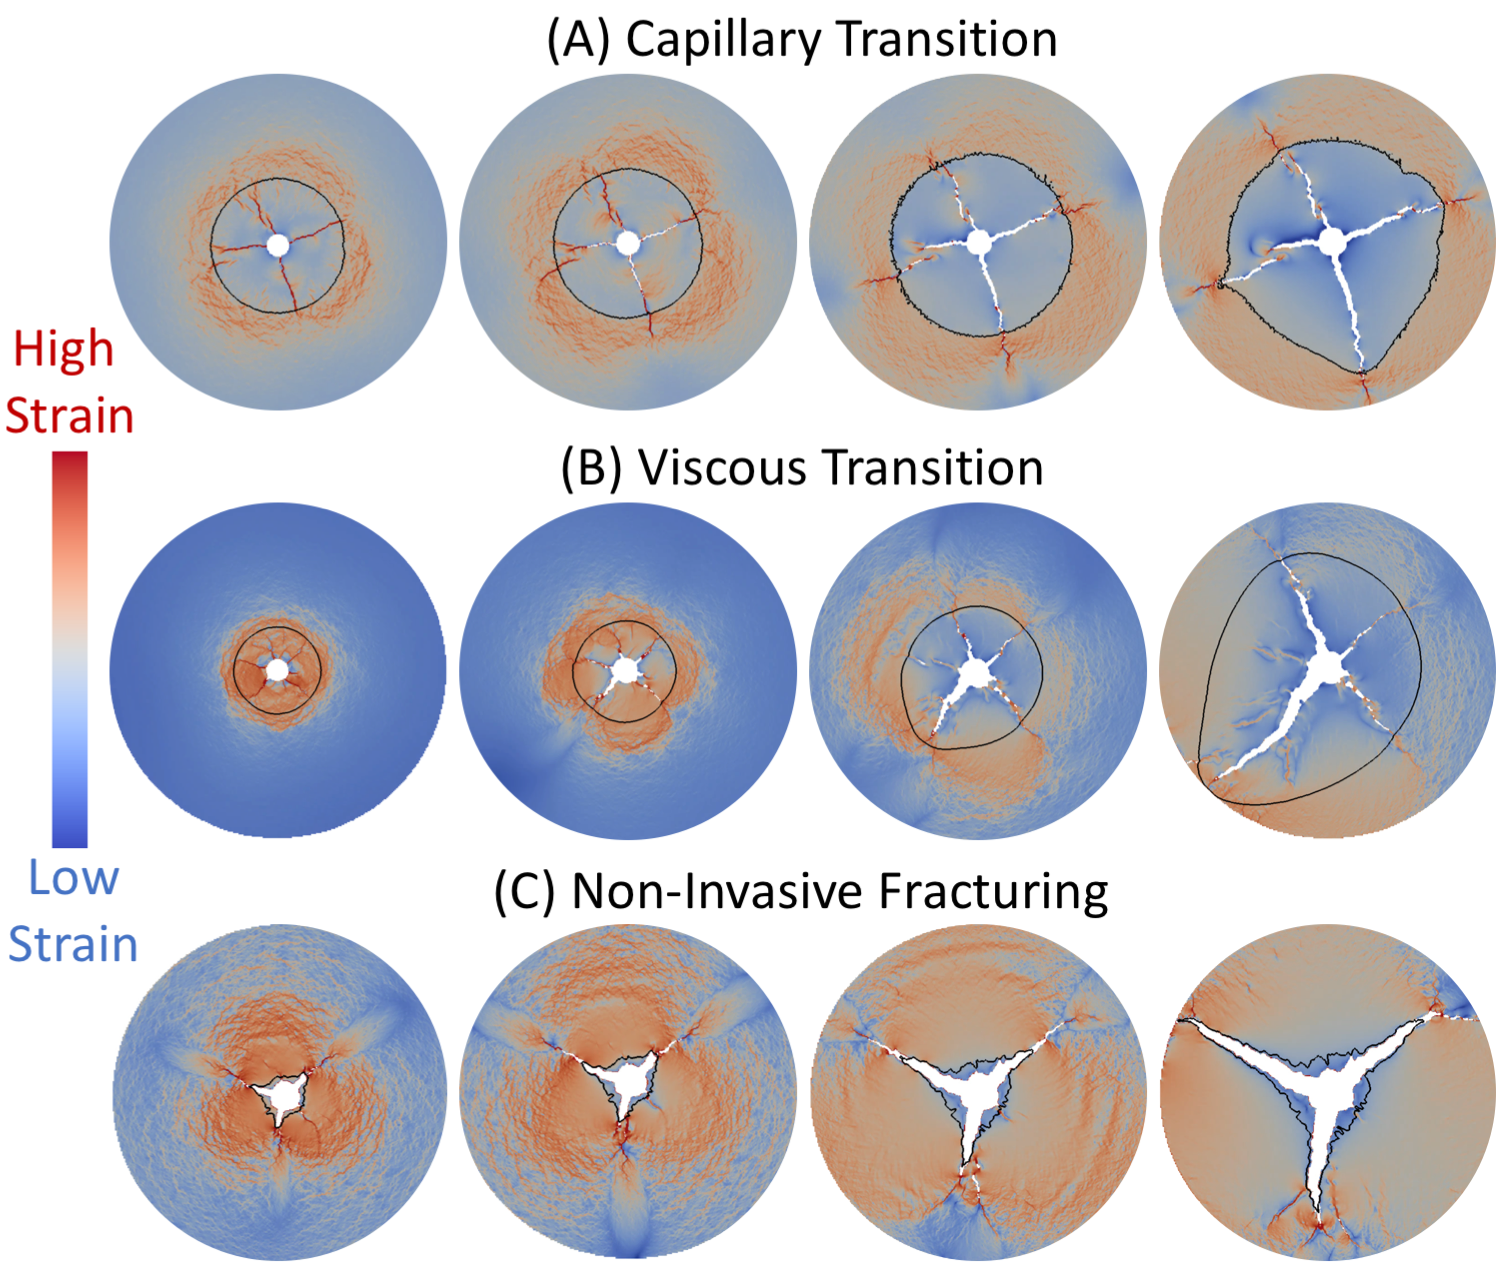 (A) Capillary Transition
High
Strain
(B) Viscous Transition
Low
Strain
(C) Non-Invasive Fracturing